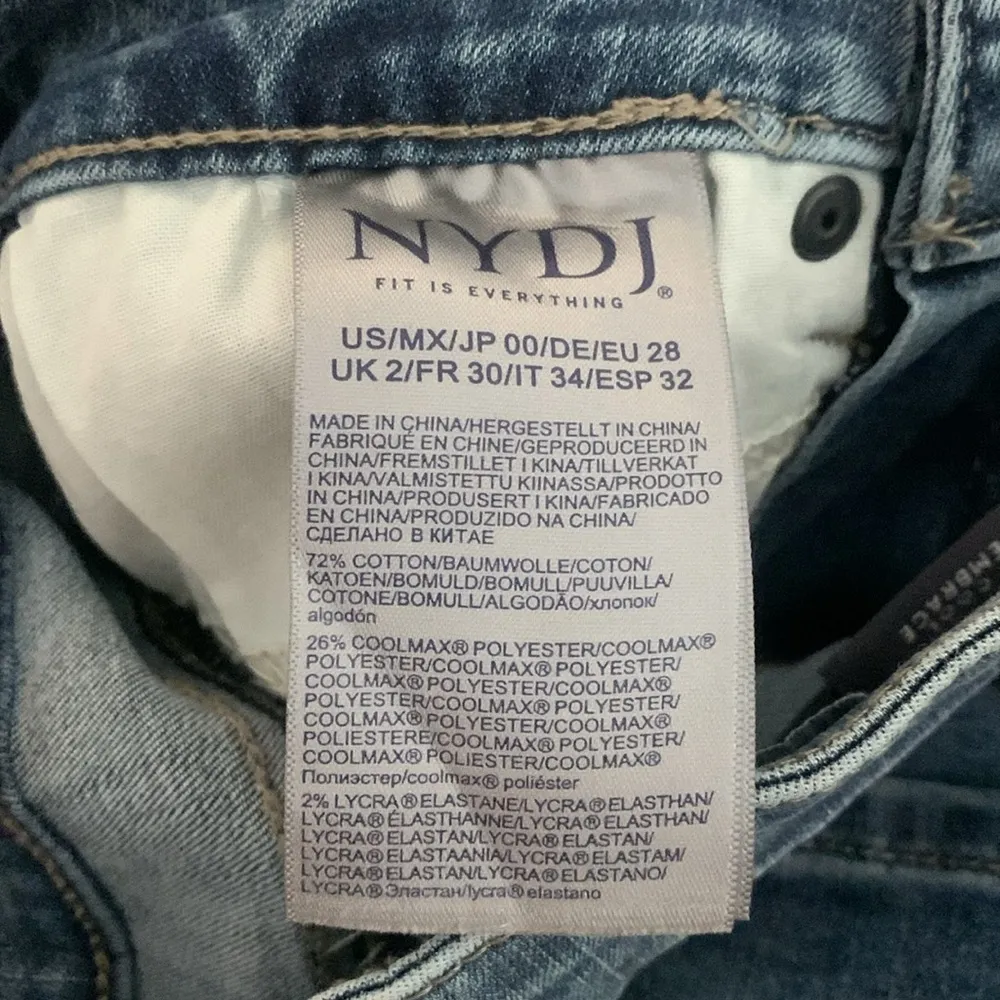 NYDJ®
FIT IS EVERYTHING
US/MX/JP 00/DE/EU 28
UK 2/FR 30/IT 34/ESP 32
MADE IN CHINA/HERGESTELLT IN CHINA/
FABRIQUÉ EN CHINE/GEPRODUCEERD IN
CHINA/FREMSTILLET I KINA/TILLVERKAT
I KINA/VALMISTETTU KIINASSA/PRODOTTO
IN CHINA/PRODUSERT I KINA/FABRICADO
EN CHINA/PRODUZIDO NA CHINA/
СДЕЛАНО В КИТАЕ
72% COTTON/BAUMWOLLE/COTON/
KATOEN/BOMULD/BOMULL/PUUVILLA/
COTONE/BOMULL/ALGODÃO/хлопок/
algodón
26% COOLMAX® POLYESTER/COOLMAX®
POLYESTER/COOLMAX® POLYESTER/
COOLMAX® POLYESTER/COOLMAX®
POLYESTER/COOLMAX® POLYESTER/
COOLMAX® POLYESTER/COOLMAX®
POLIESTERE/COOLMAX® POLYESTER/
COOLMAX® POLIÉSTER/COOLMAX®
Полиэстер/coolmax® poliéster
2% LYCRA® ELASTANE/LYCRA® ELASTHAN/
LYCRA® ÉLASTHANNE/LYCRA® ELASTHAN/
LYCRA® ELASTAN/LYCRA® ELASTAN/
LYCRA® ELASTAANIA/LYCRA® ELASTAM/
LYCRA® ELASTAN/LYCRA® ELASTANO/
LYCRA® Эластан/lycra® elastano